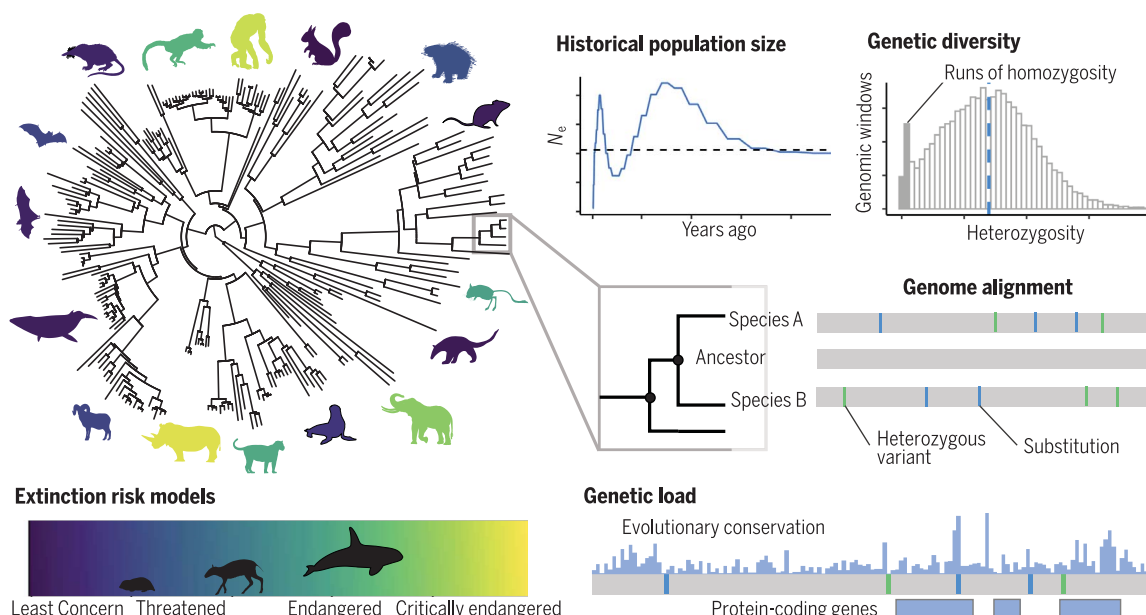 Historical population size
Nₑ
Years ago
Genetic diversity
Runs of homozygosity
Genomic windows
Heterozygosity
Genome alignment
Species A
Ancestor
Species B
Heterozygous
variant
Substitution
Extinction risk models
Least Concern Threatened Endangered Critically endangered
Genetic load
Evolutionary conservation
Protein-coding genes